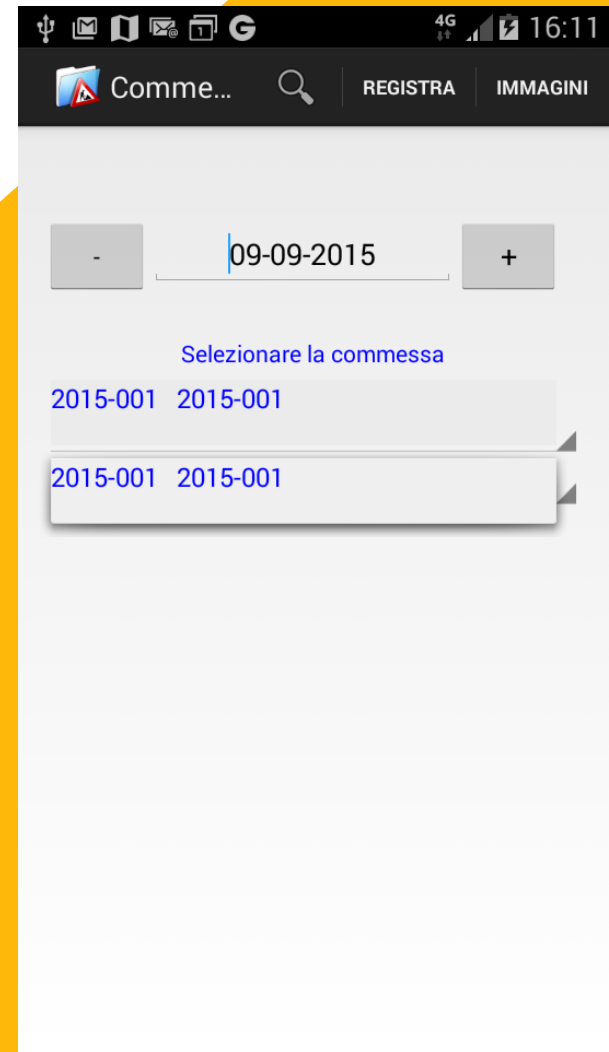 4G 16:11
Comme... REGISTRA IMMAGINI
- 09-09-2015 +
Selezionare la commessa
2015-001 2015-001
2015-001 2015-001